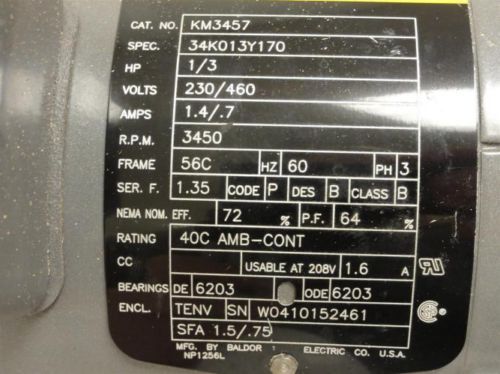 CAT. NO. KM3457
SPEC. 34K013Y170
HP 1/3
VOLTS 230/460
AMPS 1.4/.7
R.P.M. 3450
FRAME 56C HZ 60 PH 3
SER. F. 1.35 CODE P DES B CLASS B
NEMA NOM. EFF. 72 % P.F. 64 %
RATING 40C AMB-CONT
CC USABLE AT 208V 1.6 A
BEARINGS DE 6203 ODE 6203
ENCL. TENV SN W0410152461
SFA 1.5/.75
MFG. BY BALDOR ELECTRIC CO. U.S.A.
NP1256L